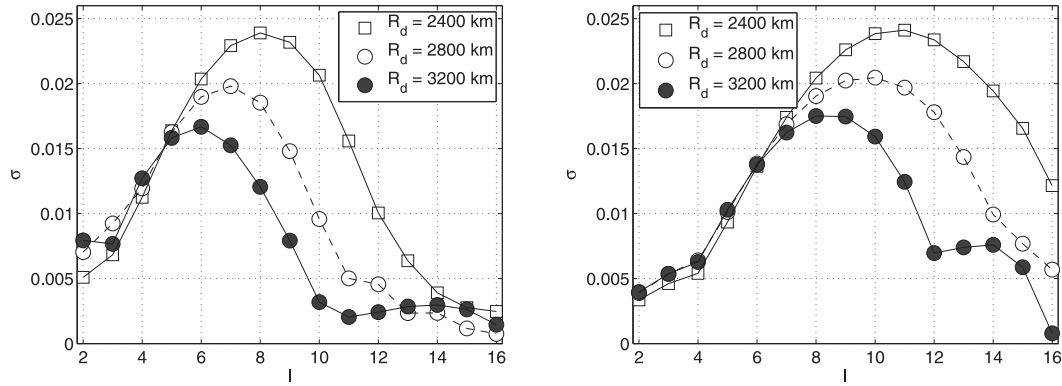 0.025
0.02
0.015
0.01
0.005
0
σ
2 4 6 8 10 12 14 16
l
R_d = 2400 km
R_d = 2800 km
R_d = 3200 km
0.025
0.02
0.015
0.01
0.005
0
σ
2 4 6 8 10 12 14 16
l
R_d = 2400 km
R_d = 2800 km
R_d = 3200 km